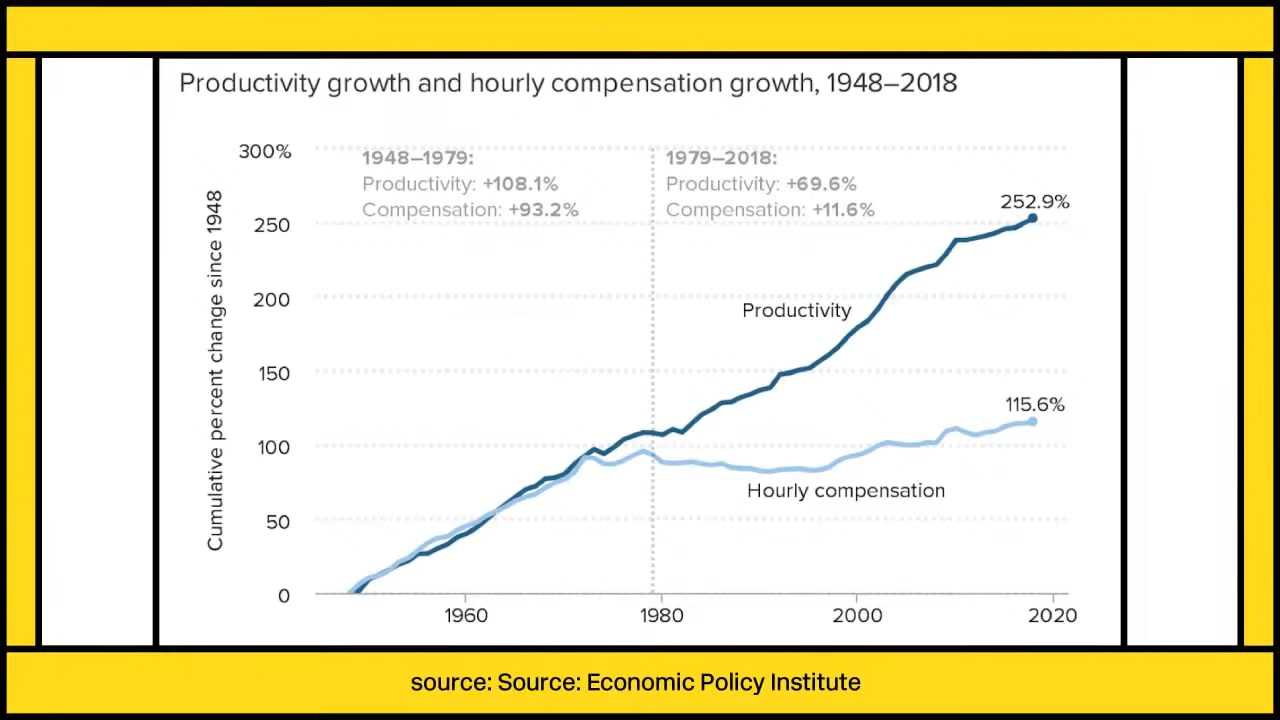 Productivity growth and hourly compensation growth, 1948–2018
300%
1948–1979:
Productivity: +108.1%
Compensation: +93.2%
1979–2018:
Productivity: +69.6%
Compensation: +11.6%
252.9%
250
200
Productivity
150
115.6%
100
Hourly compensation
50
0
Cumulative percent change since 1948
1960
1980
2000
2020
source: Source: Economic Policy Institute